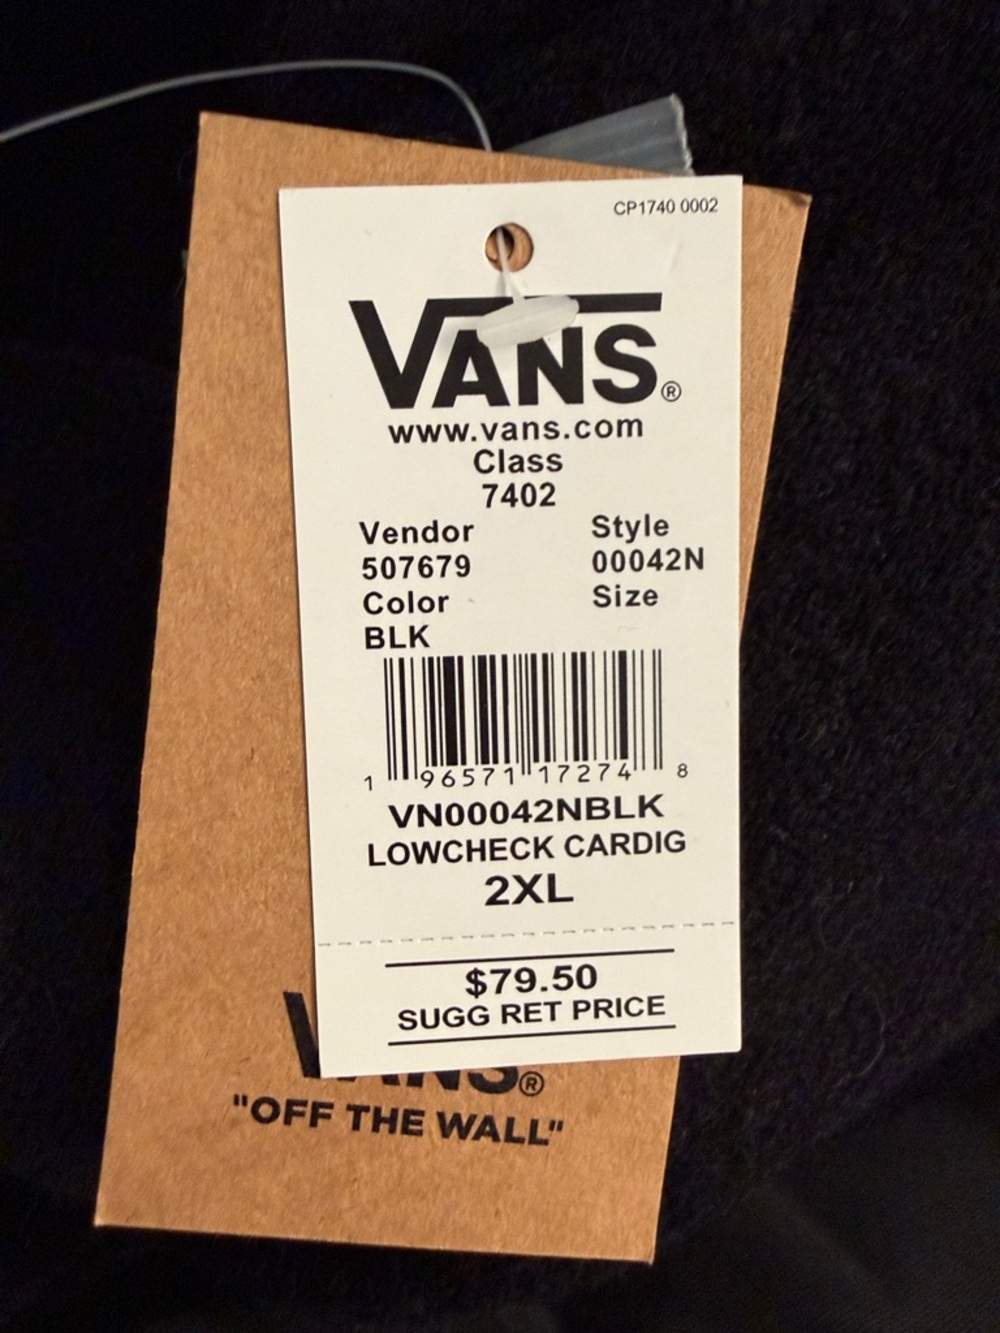 CP1740 0002
VANS®
www.vans.com
Class
7402
Vendor Style
507679 00042N
Color Size
BLK
1 96571 17274 8
VN00042NBLK
LOWCHECK CARDIG
2XL
$79.50
SUGG RET PRICE
VANS®
"OFF THE WALL"